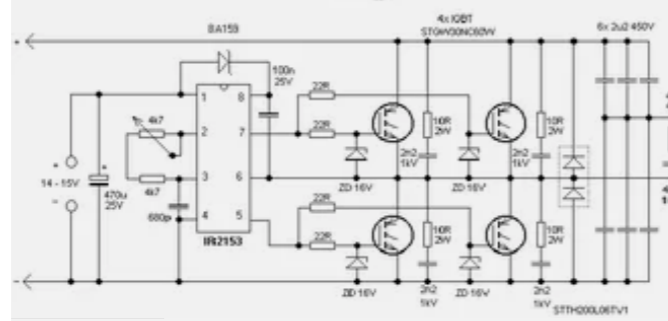 BA159
4x IGBT
STGW30NC60W
6x 2u2 450V
100n
25V
1
8
22R
4k7
2
7
22R
10R
2W
10R
2W
+
14 - 15V
-
3
6
2n2
1kV
2n2
1kV
4k7
ZD 16V
ZD 16V
470u
25V
680p
4
5
22R
IR2153
22R
10R
2W
10R
2W
ZD 16V
2n2
1kV
ZD 16V
2n2
1kV
STTH200L06TV1